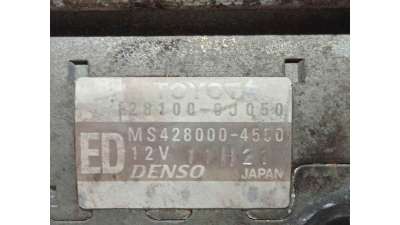 TOYOTA
28100-0J050
MS428000-4550
ED 12V
DENSO JAPAN